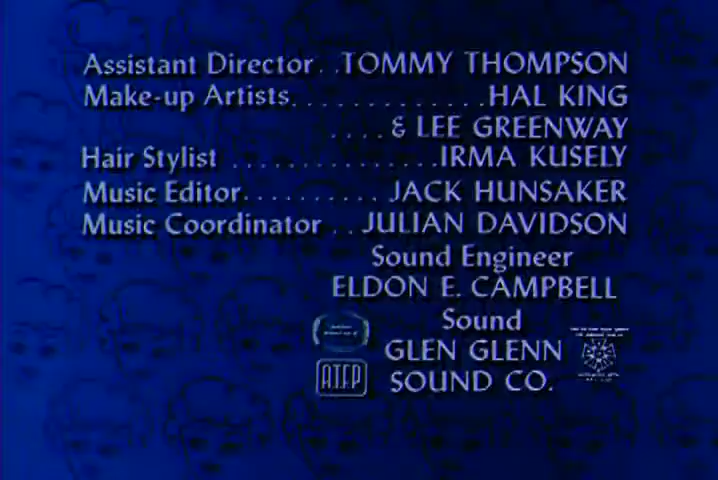 Assistant Director . . TOMMY THOMPSON
Make-up Artists. . . . . . . . . . . . . . HAL KING
. . . . & LEE GREENWAY
Hair Stylist . . . . . . . . . . . . . . . IRMA KUSELY
Music Editor. . . . . . . . . . JACK HUNSAKER
Music Coordinator . . JULIAN DAVIDSON
Sound Engineer
ELDON E. CAMPBELL
Sound
GLEN GLENN
SOUND CO.
A.T.F.P